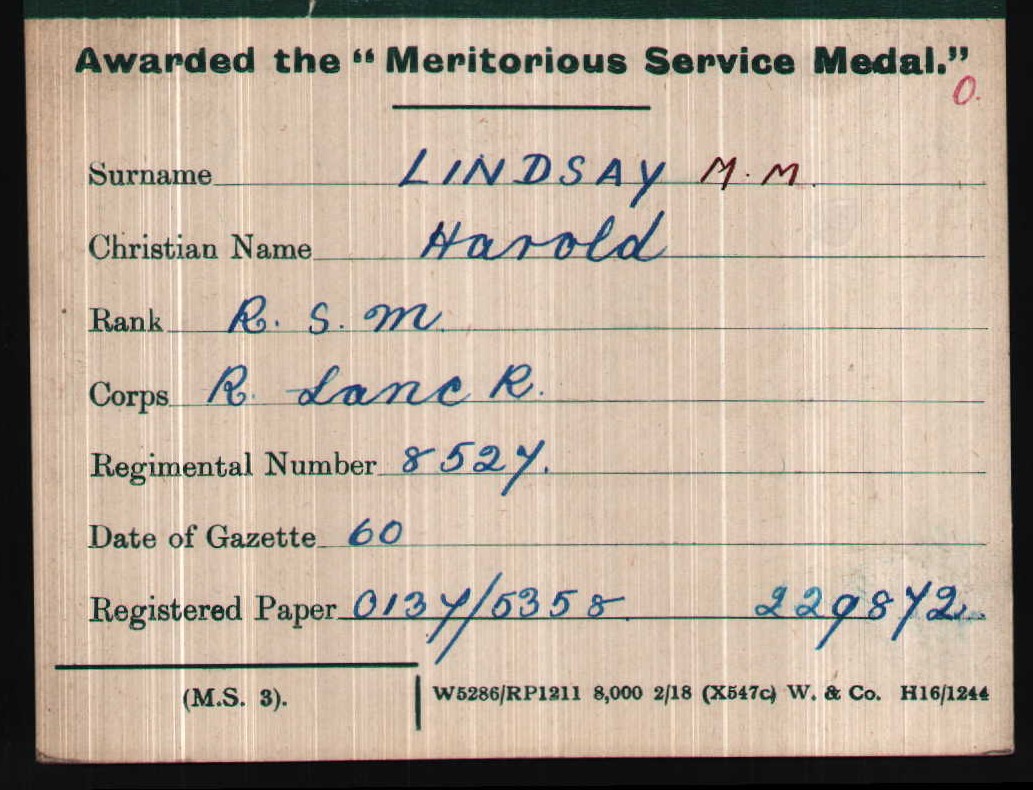 Awarded the “Meritorious Service Medal.”
O.
Surname LINDSAY M.M.
Christian Name Harold
Rank R. S. M.
Corps R. Lanc R.
Regimental Number 8527.
Date of Gazette 60
Registered Paper 0137/5358 229872
(M.S. 3). W5286/RP1211 8,000 2/18 (X547c) W. & Co. H16/1244